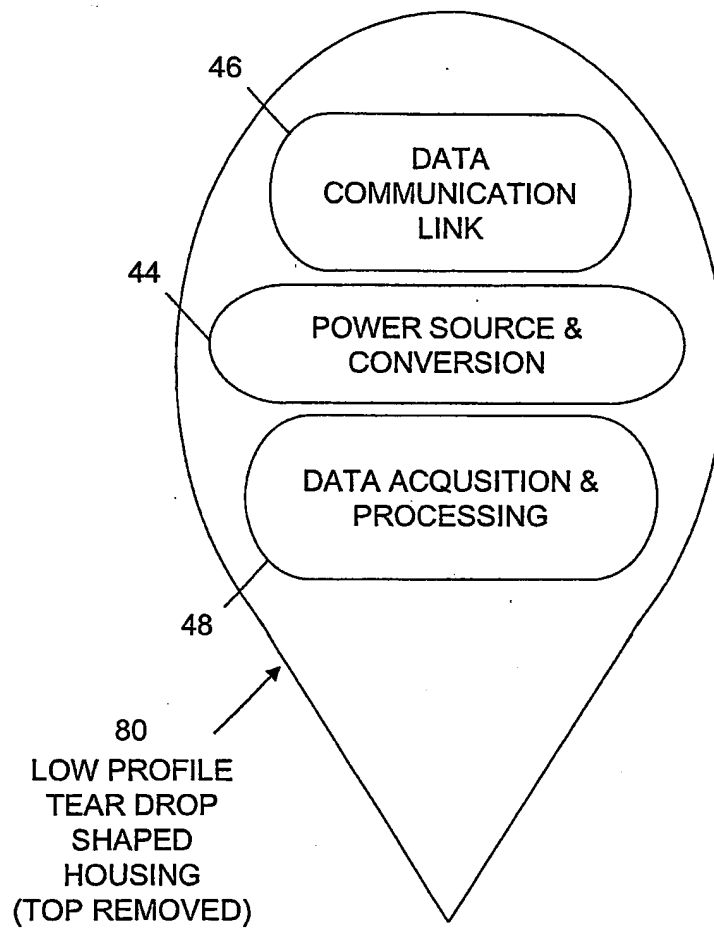 46
DATA
COMMUNICATION
LINK
44
POWER SOURCE &
CONVERSION
DATA ACQUSITION &
PROCESSING
48
80
LOW PROFILE
TEAR DROP
SHAPED
HOUSING
(TOP REMOVED)